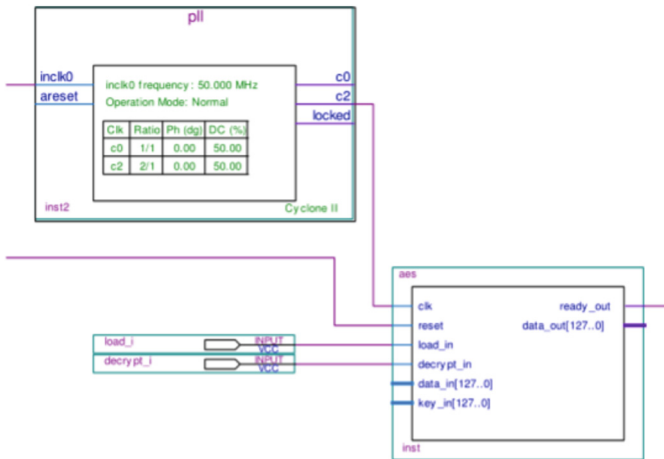 pll
inclk0
areset
inclk0 frequency: 50.000 MHz
Operation Mode: Normal
Clk Ratio Ph (dg) DC (%)
c0 1/1 0.00 50.00
c2 2/1 0.00 50.00
c0
c2
locked
inst2
Cyclone II
load_i INPUT
VCC
decrypt_i INPUT
VCC
aes
clk
reset
load_in
decrypt_in
data_in[127..0]
key_in[127..0]
ready_out
data_out[127..0]
inst